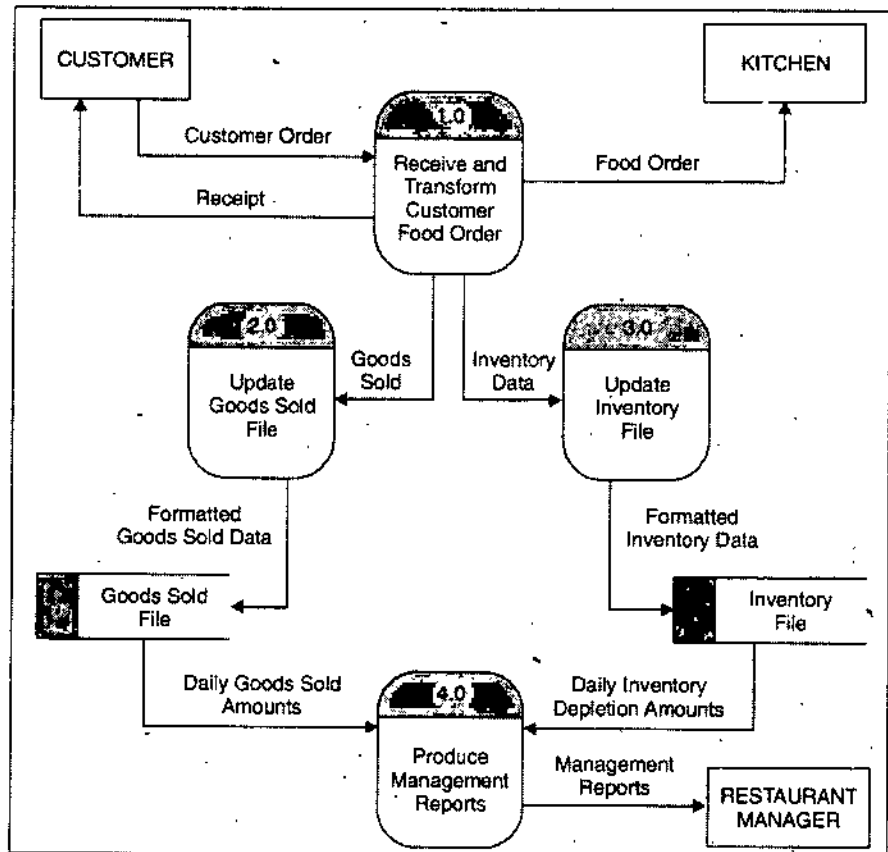 CUSTOMER
KITCHEN
1.0
Customer Order
Receive and
Transform
Customer
Food Order
Food Order
Receipt
2.0
3.0
Goods
Sold
Inventory
Data
Update
Goods Sold
File
Update
Inventory
File
Formatted
Goods Sold Data
Formatted
Inventory Data
Goods Sold
File
Inventory
File
Daily Goods Sold
Amounts
4.0
Daily Inventory
Depletion Amounts
Produce
Management
Reports
Management
Reports
RESTAURANT
MANAGER